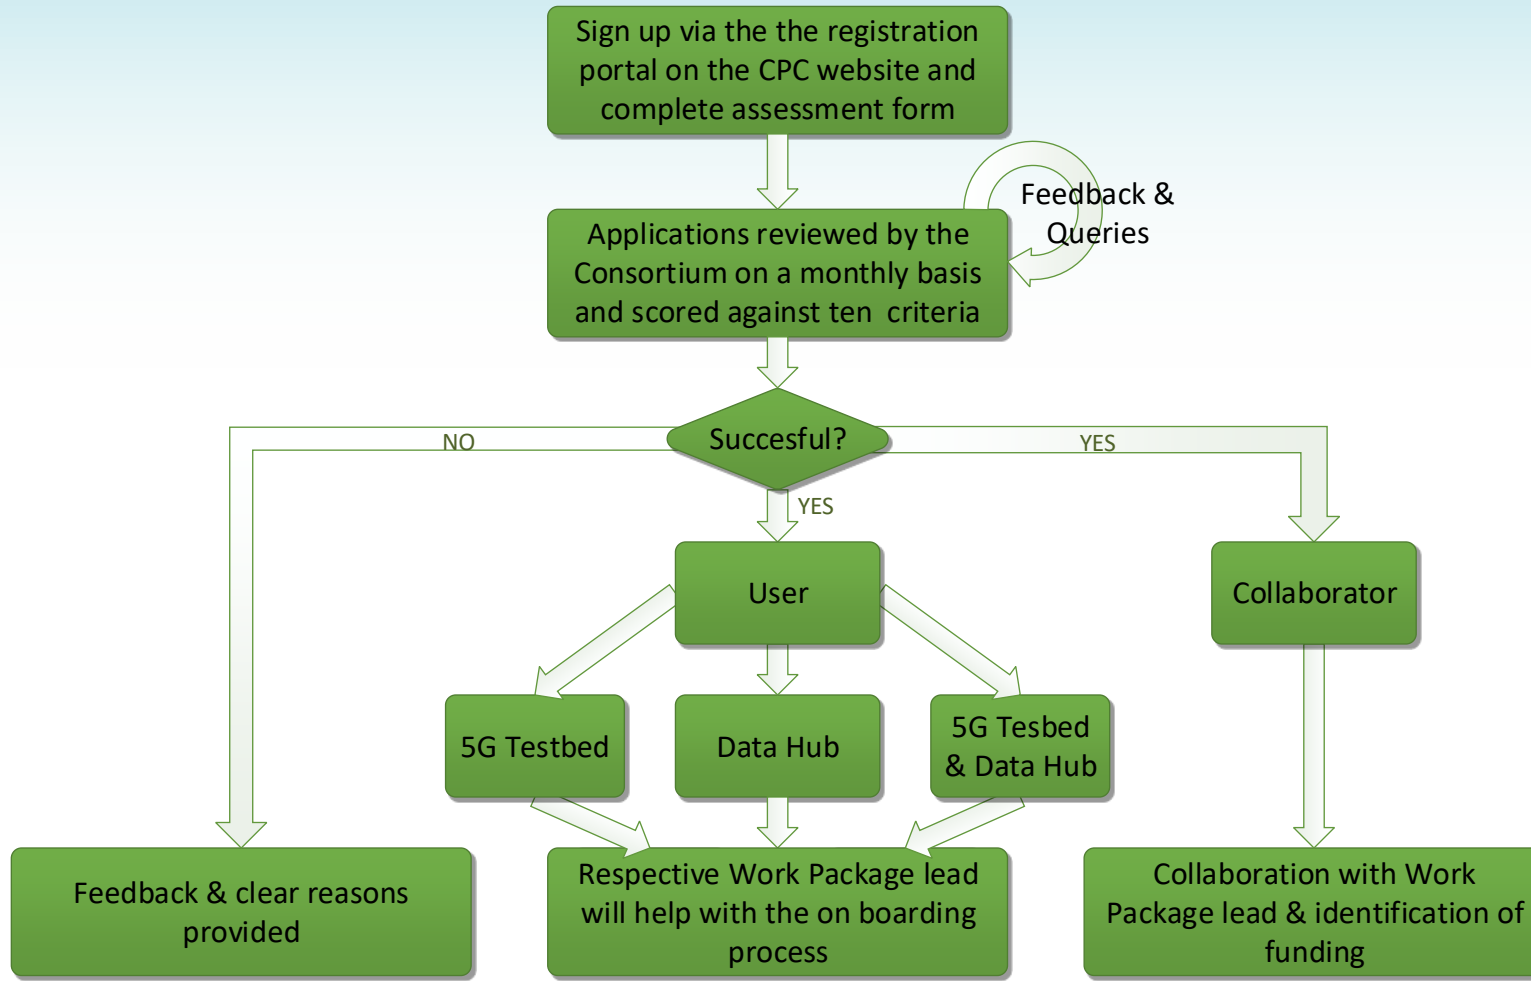 Sign up via the the registration
portal on the CPC website and
complete assessment form
Feedback &
Queries
Applications reviewed by the
Consortium on a monthly basis
and scored against ten criteria
Succesful?
NO
YES
YES
User
Collaborator
5G Testbed
Data Hub
5G Tesbed
& Data Hub
Feedback & clear reasons
provided
Respective Work Package lead
will help with the on boarding
process
Collaboration with Work
Package lead & identification of
funding